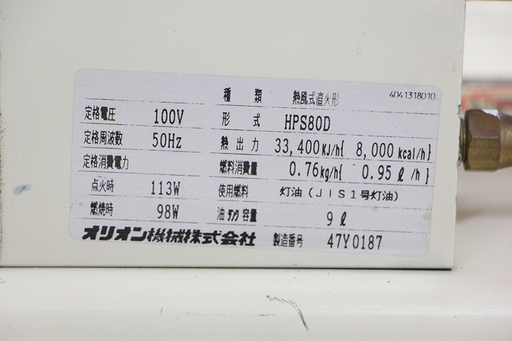 種類 熱風式直火形 4041318010
定格電圧 100V 形式 HPS80D
定格周波数 50Hz 熱出力 33,400KJ/h{ 8,000kcal/h}
定格消費電力 燃料消費量 0.76kg/h{ 0.95ℓ/h}
点火時 113W 使用燃料 灯油(JIS1号灯油)
燃焼時 98W 油タンク容量 9ℓ
オリオン機械株式会社 製造番号 47Y0187